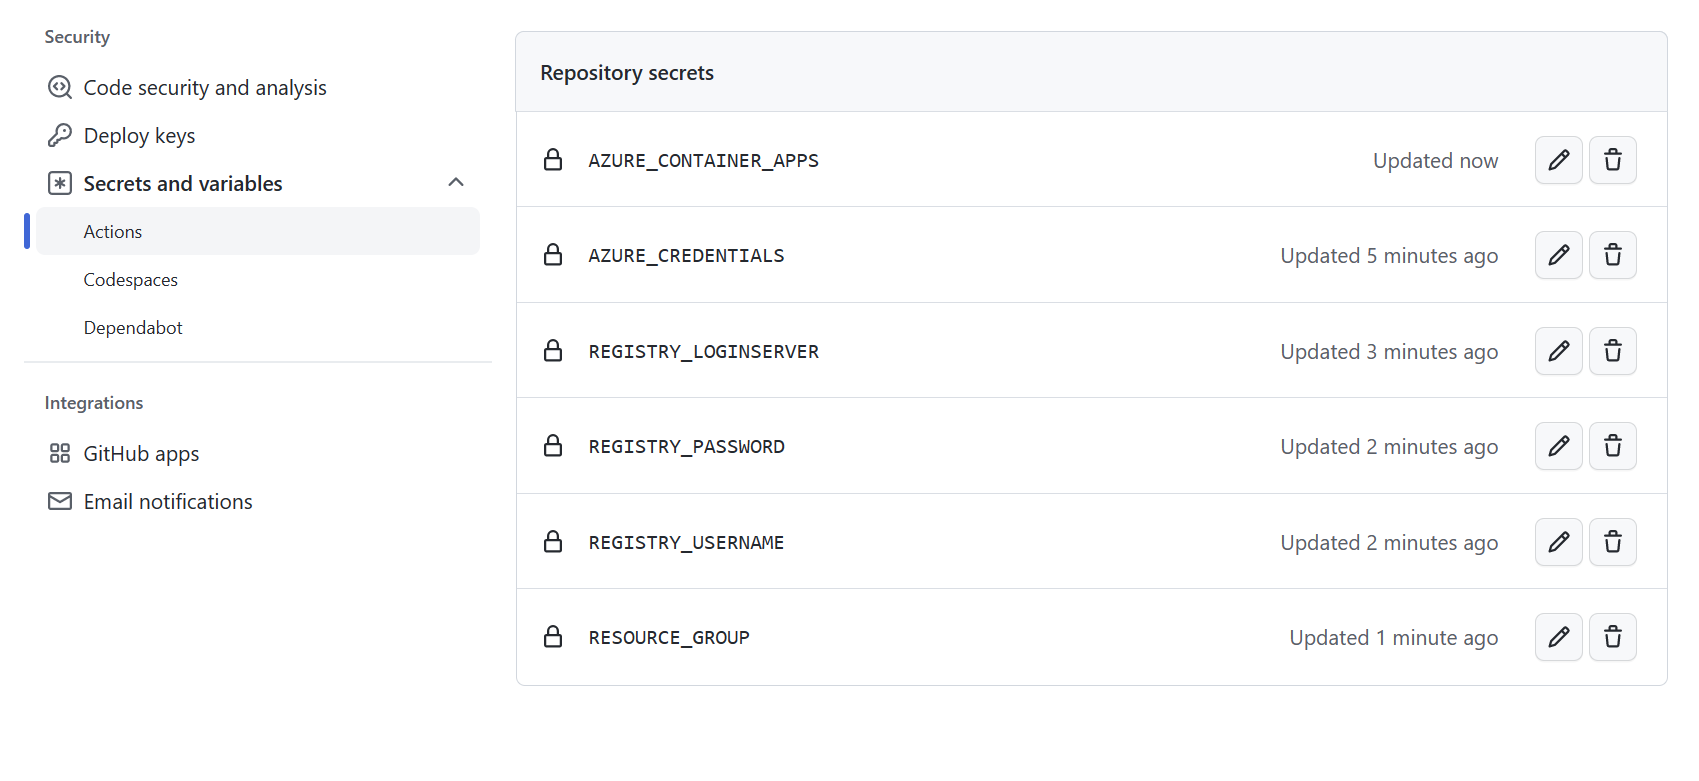 Security
Code security and analysis
Deploy keys
Secrets and variables
Actions
Codespaces
Dependabot
Integrations
GitHub apps
Email notifications
Repository secrets
AZURE_CONTAINER_APPS Updated now
AZURE_CREDENTIALS Updated 5 minutes ago
REGISTRY_LOGINSERVER Updated 3 minutes ago
REGISTRY_PASSWORD Updated 2 minutes ago
REGISTRY_USERNAME Updated 2 minutes ago
RESOURCE_GROUP Updated 1 minute ago